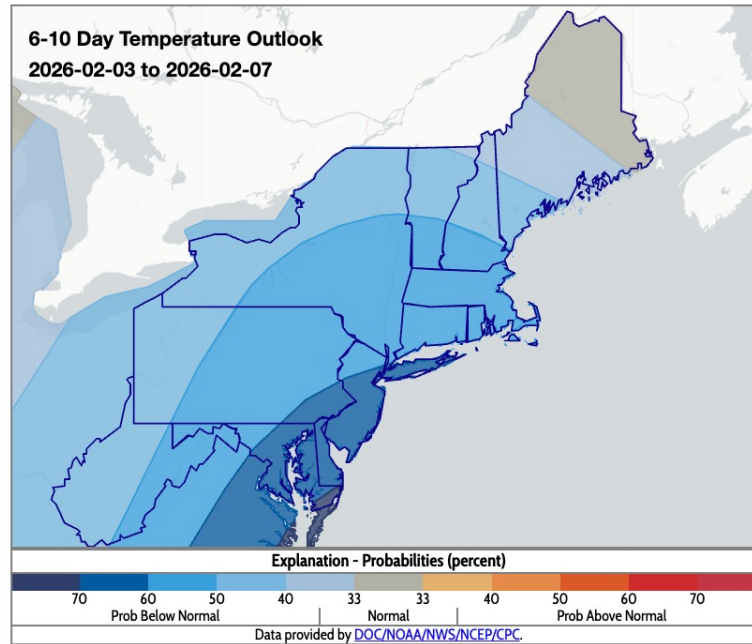 6-10 Day Temperature Outlook
2026-02-03 to 2026-02-07
Explanation - Probabilities (percent)
70 60 50 40 33 33 40 50 60 70
Prob Below Normal Normal Prob Above Normal
Data provided by DOC/NOAA/NWS/NCEP/CPC.